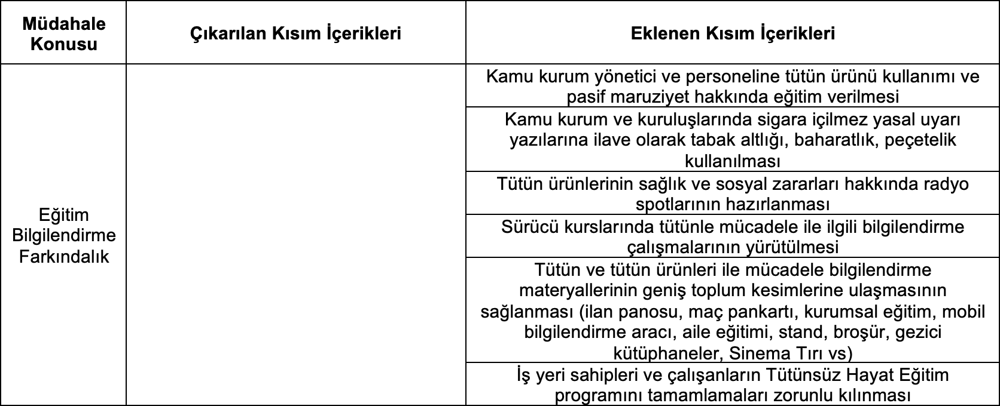 Müdahale
Konusu
Çıkarılan Kısım İçerikleri
Eklenen Kısım İçerikleri
Eğitim
Bilgilendirme
Farkındalık
Kamu kurum yönetici ve personeline tütün ürünü kullanımı ve
pasif maruziyet hakkında eğitim verilmesi
Kamu kurum ve kuruluşlarında sigara içilmez yasal uyarı
yazılarına ilave olarak tabak altlığı, baharatlık, peçetelik
kullanılması
Tütün ürünlerinin sağlık ve sosyal zararları hakkında radyo
spotlarının hazırlanması
Sürücü kurslarında tütünle mücadele ile ilgili bilgilendirme
çalışmalarının yürütülmesi
Tütün ve tütün ürünleri ile mücadele bilgilendirme
materyallerinin geniş toplum kesimlerine ulaşmasının
sağlanması (ilan panosu, maç pankartı, kurumsal eğitim, mobil
bilgilendirme aracı, aile eğitimi, stand, broşür, gezici
kütüphaneler, Sinema Tırı vs)
İş yeri sahipleri ve çalışanların Tütünsüz Hayat Eğitim
programını tamamlamaları zorunlu kılınması